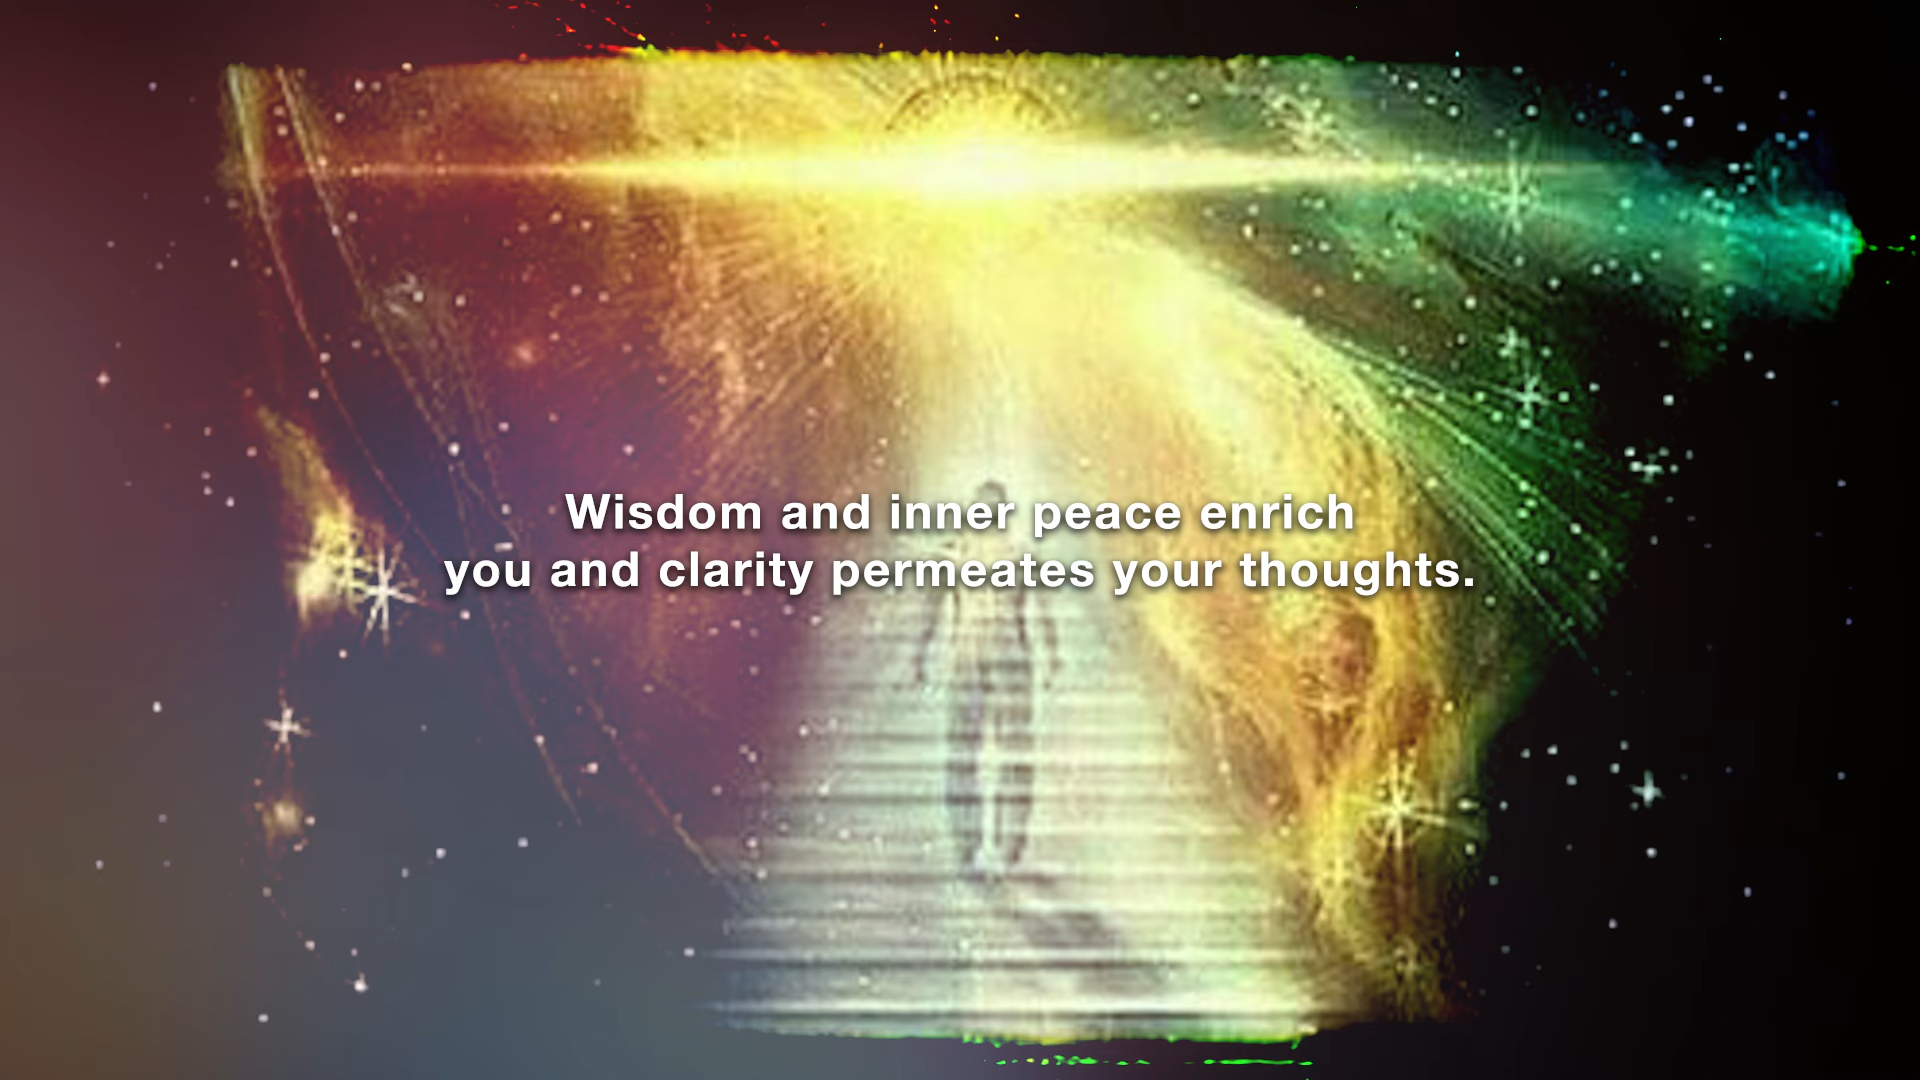 Wisdom and inner peace enrich
you and clarity permeates your thoughts.